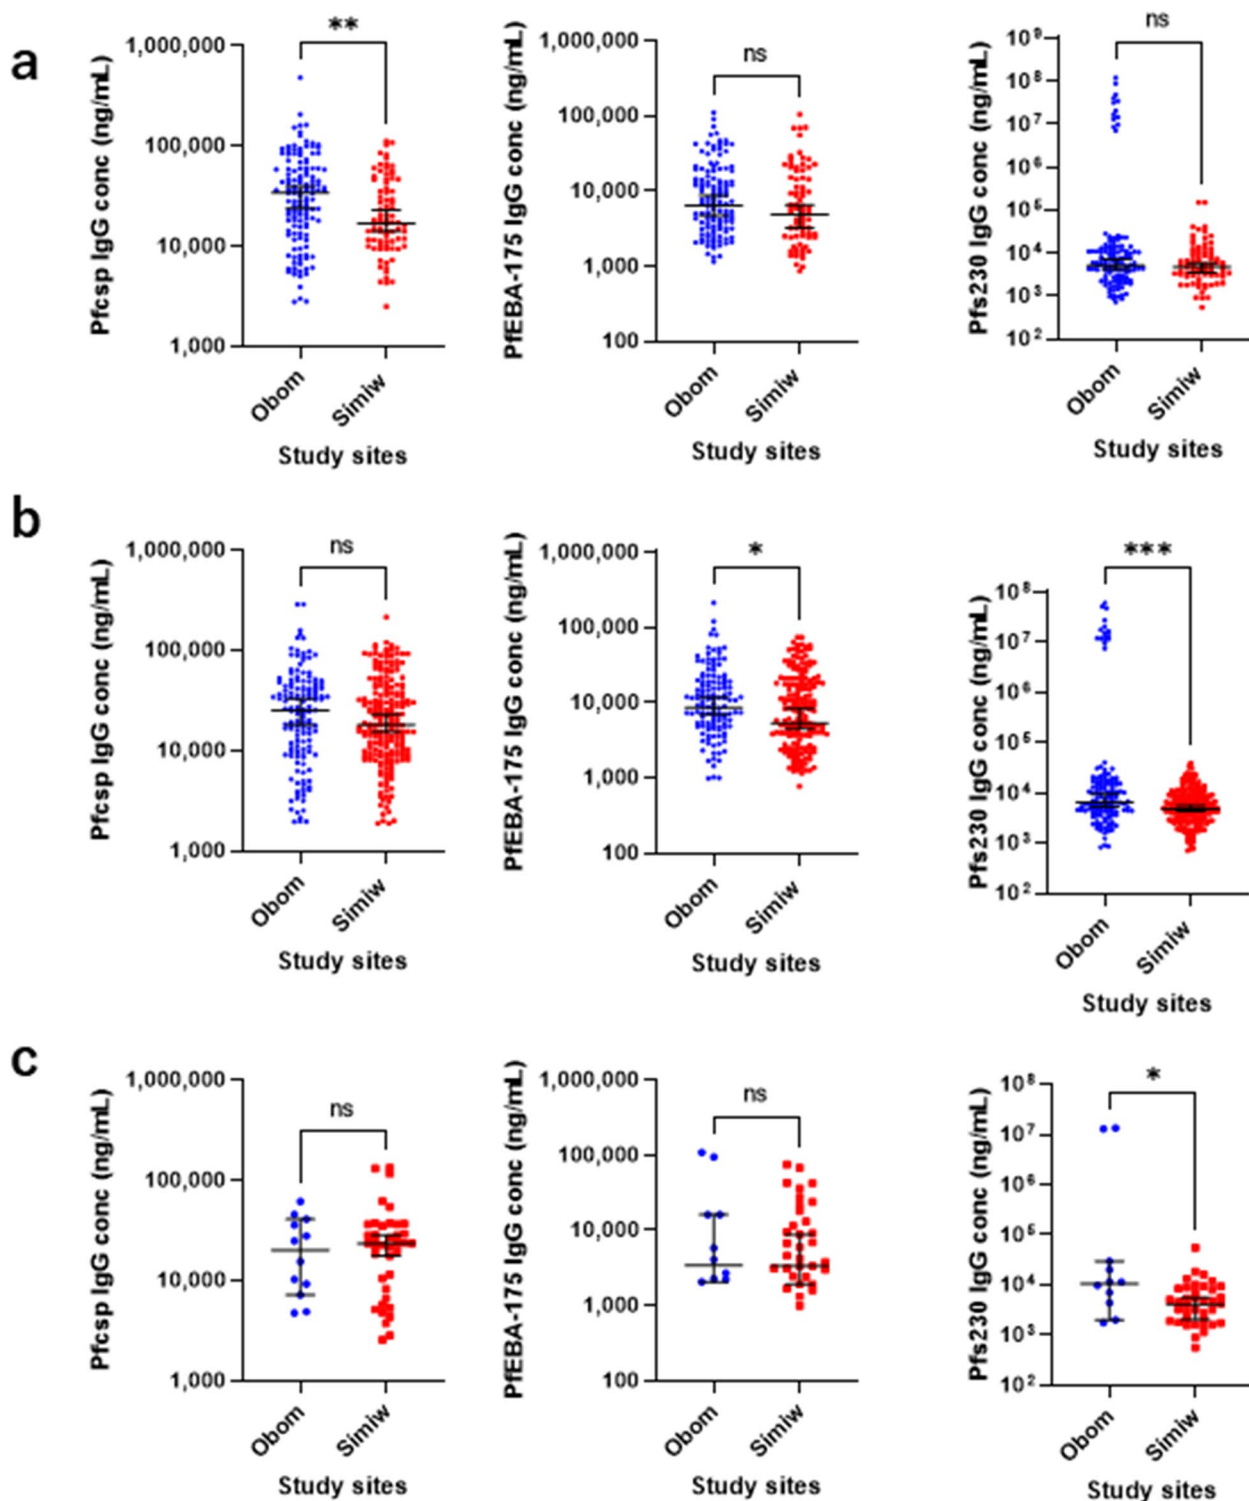 a
**
Pfcsp IgG conc (ng/mL)
1,000,000
100,000
10,000
1,000
Obom
Simiw
Study sites
ns
PfEBA-175 IgG conc (ng/mL)
1,000,000
100,000
10,000
1,000
100
Obom
Simiw
Study sites
ns
Pfs230 IgG conc (ng/mL)
10⁹
10⁸
10⁷
10⁶
10⁵
10⁴
10³
10²
Obom
Simiw
Study sites
b
ns
Pfcsp IgG conc (ng/mL)
1,000,000
100,000
10,000
1,000
Obom
Simiw
Study sites
*
PfEBA-175 IgG conc (ng/mL)
1,000,000
100,000
10,000
1,000
100
Obom
Simiw
Study sites
***
Pfs230 IgG conc (ng/mL)
10⁸
10⁷
10⁶
10⁵
10⁴
10³
10²
Obom
Simiw
Study sites
c
ns
Pfcsp IgG conc (ng/mL)
1,000,000
100,000
10,000
1,000
Obom
Simiw
Study sites
ns
PfEBA-175 IgG conc (ng/mL)
1,000,000
100,000
10,000
1,000
100
Obom
Simiw
Study sites
*
Pfs230 IgG conc (ng/mL)
10⁸
10⁷
10⁶
10⁵
10⁴
10³
10²
Obom
Simiw
Study sites